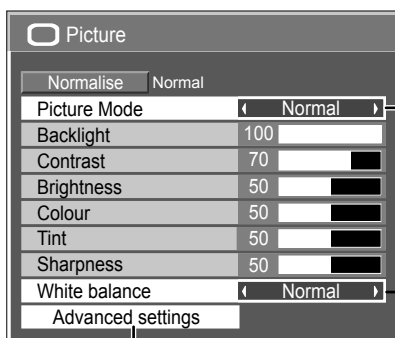 Picture
Normalise Normal
Picture Mode Normal
Backlight 100
Contrast 70
Brightness 50
Colour 50
Tint 50
Sharpness 50
White balance Normal
Advanced settings